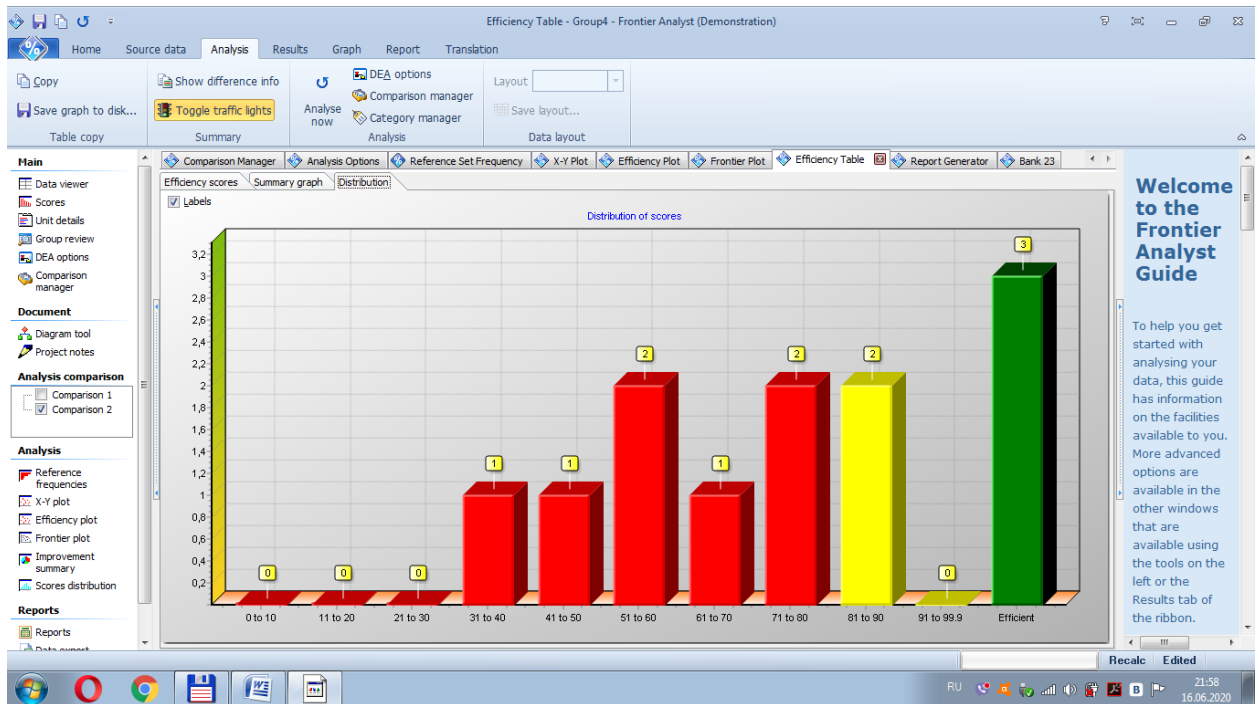 Efficiency Table - Group4 - Frontier Analyst (Demonstration)
Home Source data Analysis Results Graph Report Translation
Copy
Save graph to disk...
Table copy
Show difference info
Toggle traffic lights
Summary
Analyse now
DEA options
Comparison manager
Category manager
Analysis
Layout
Save layout...
Data layout
Main
Data viewer
Scores
Unit details
Group review
DEA options
Comparison
manager
Document
Diagram tool
Project notes
Analysis comparison
Comparison 1
Comparison 2
Analysis
Reference
frequencies
X-Y plot
Efficiency plot
Frontier plot
Improvement
summary
Scores distribution
Reports
Reports
Data export
Comparison Manager Analysis Options Reference Set Frequency X-Y Plot Efficiency Plot Frontier Plot Efficiency Table Report Generator Bank 23
Efficiency scores Summary graph Distribution
Labels
Distribution of scores
3,2
3
2,8
2,6
2,4
2,2
2
1,8
1,6
1,4
1,2
1
0,8
0,6
0,4
0,2
0 0 0 1 1 2 1 2 2 0 3
0 to 10 11 to 20 21 to 30 31 to 40 41 to 50 51 to 60 61 to 70 71 to 80 81 to 90 91 to 99.9 Efficient
Welcome
to the
Frontier
Analyst
Guide
To help you get
started with
analysing your
data, this guide
has information
on the facilities
available to you.
More advanced
options are
available in the
other windows
that are
available using
the tools on the
left or the
Results tab of
the ribbon.
Recalc Edited
RU
21:58
16.06.2020